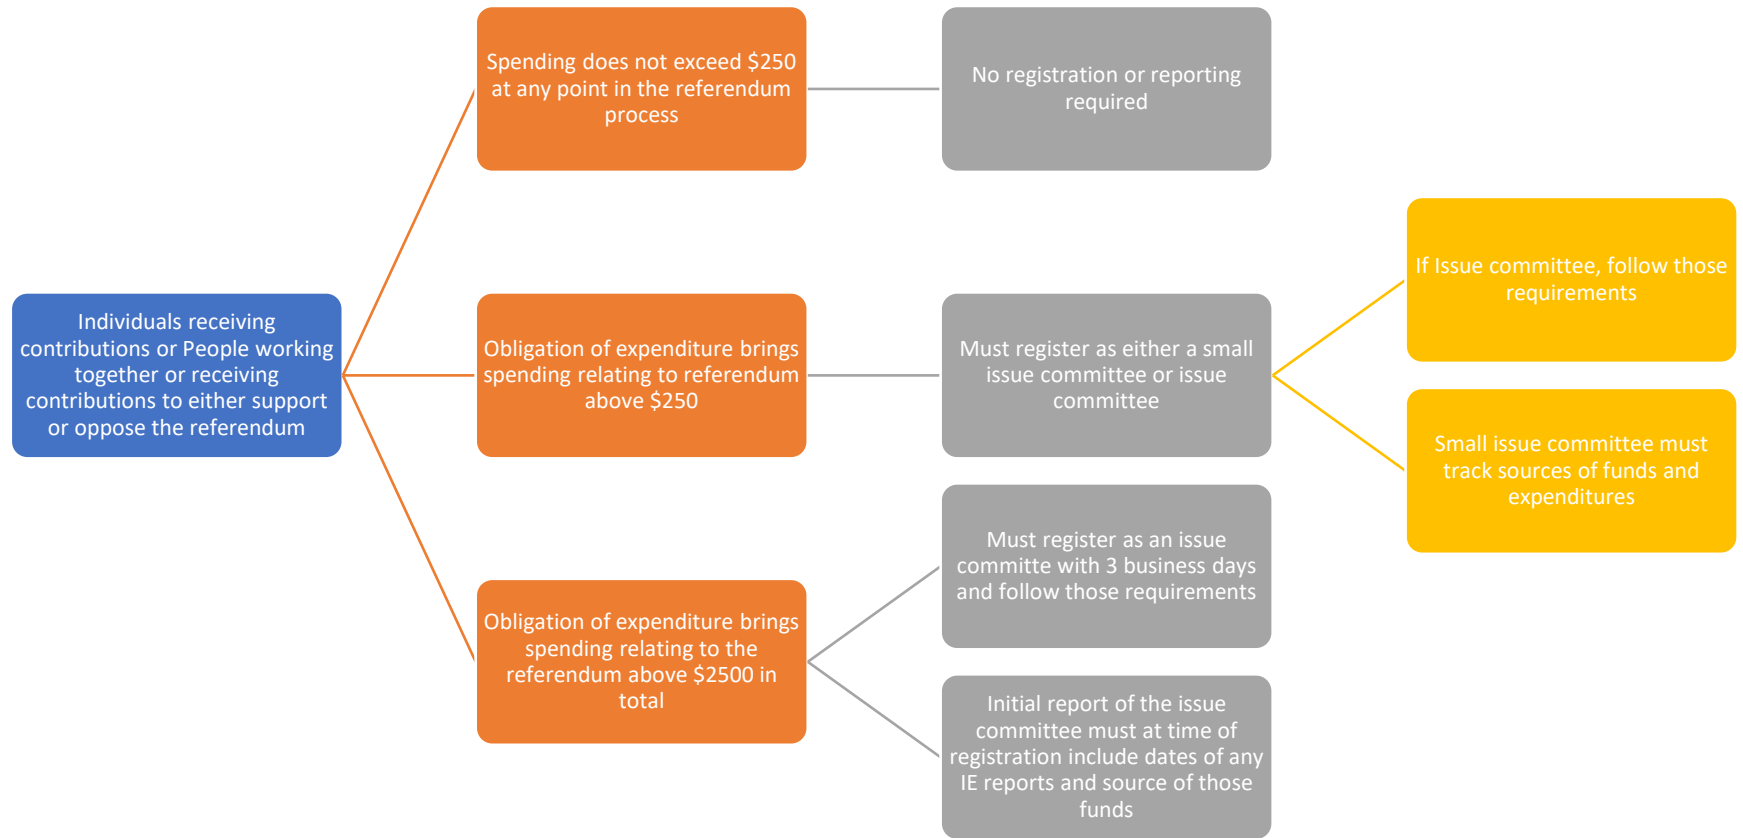 Individuals receiving
contributions or People working
together or receiving
contributions to either support
or oppose the referendum
Spending does not exceed $250
at any point in the referendum
process
No registration or reporting
required
Obligation of expenditure brings
spending relating to referendum
above $250
Must register as either a small
issue committee or issue
committee
If Issue committee, follow those
requirements
Small issue committee must
track sources of funds and
expenditures
Obligation of expenditure brings
spending relating to the
referendum above $2500 in
total
Must register as an issue
committe with 3 business days
and follow those requirements
Initial report of the issue
committee must at time of
registration include dates of any
IE reports and source of those
funds